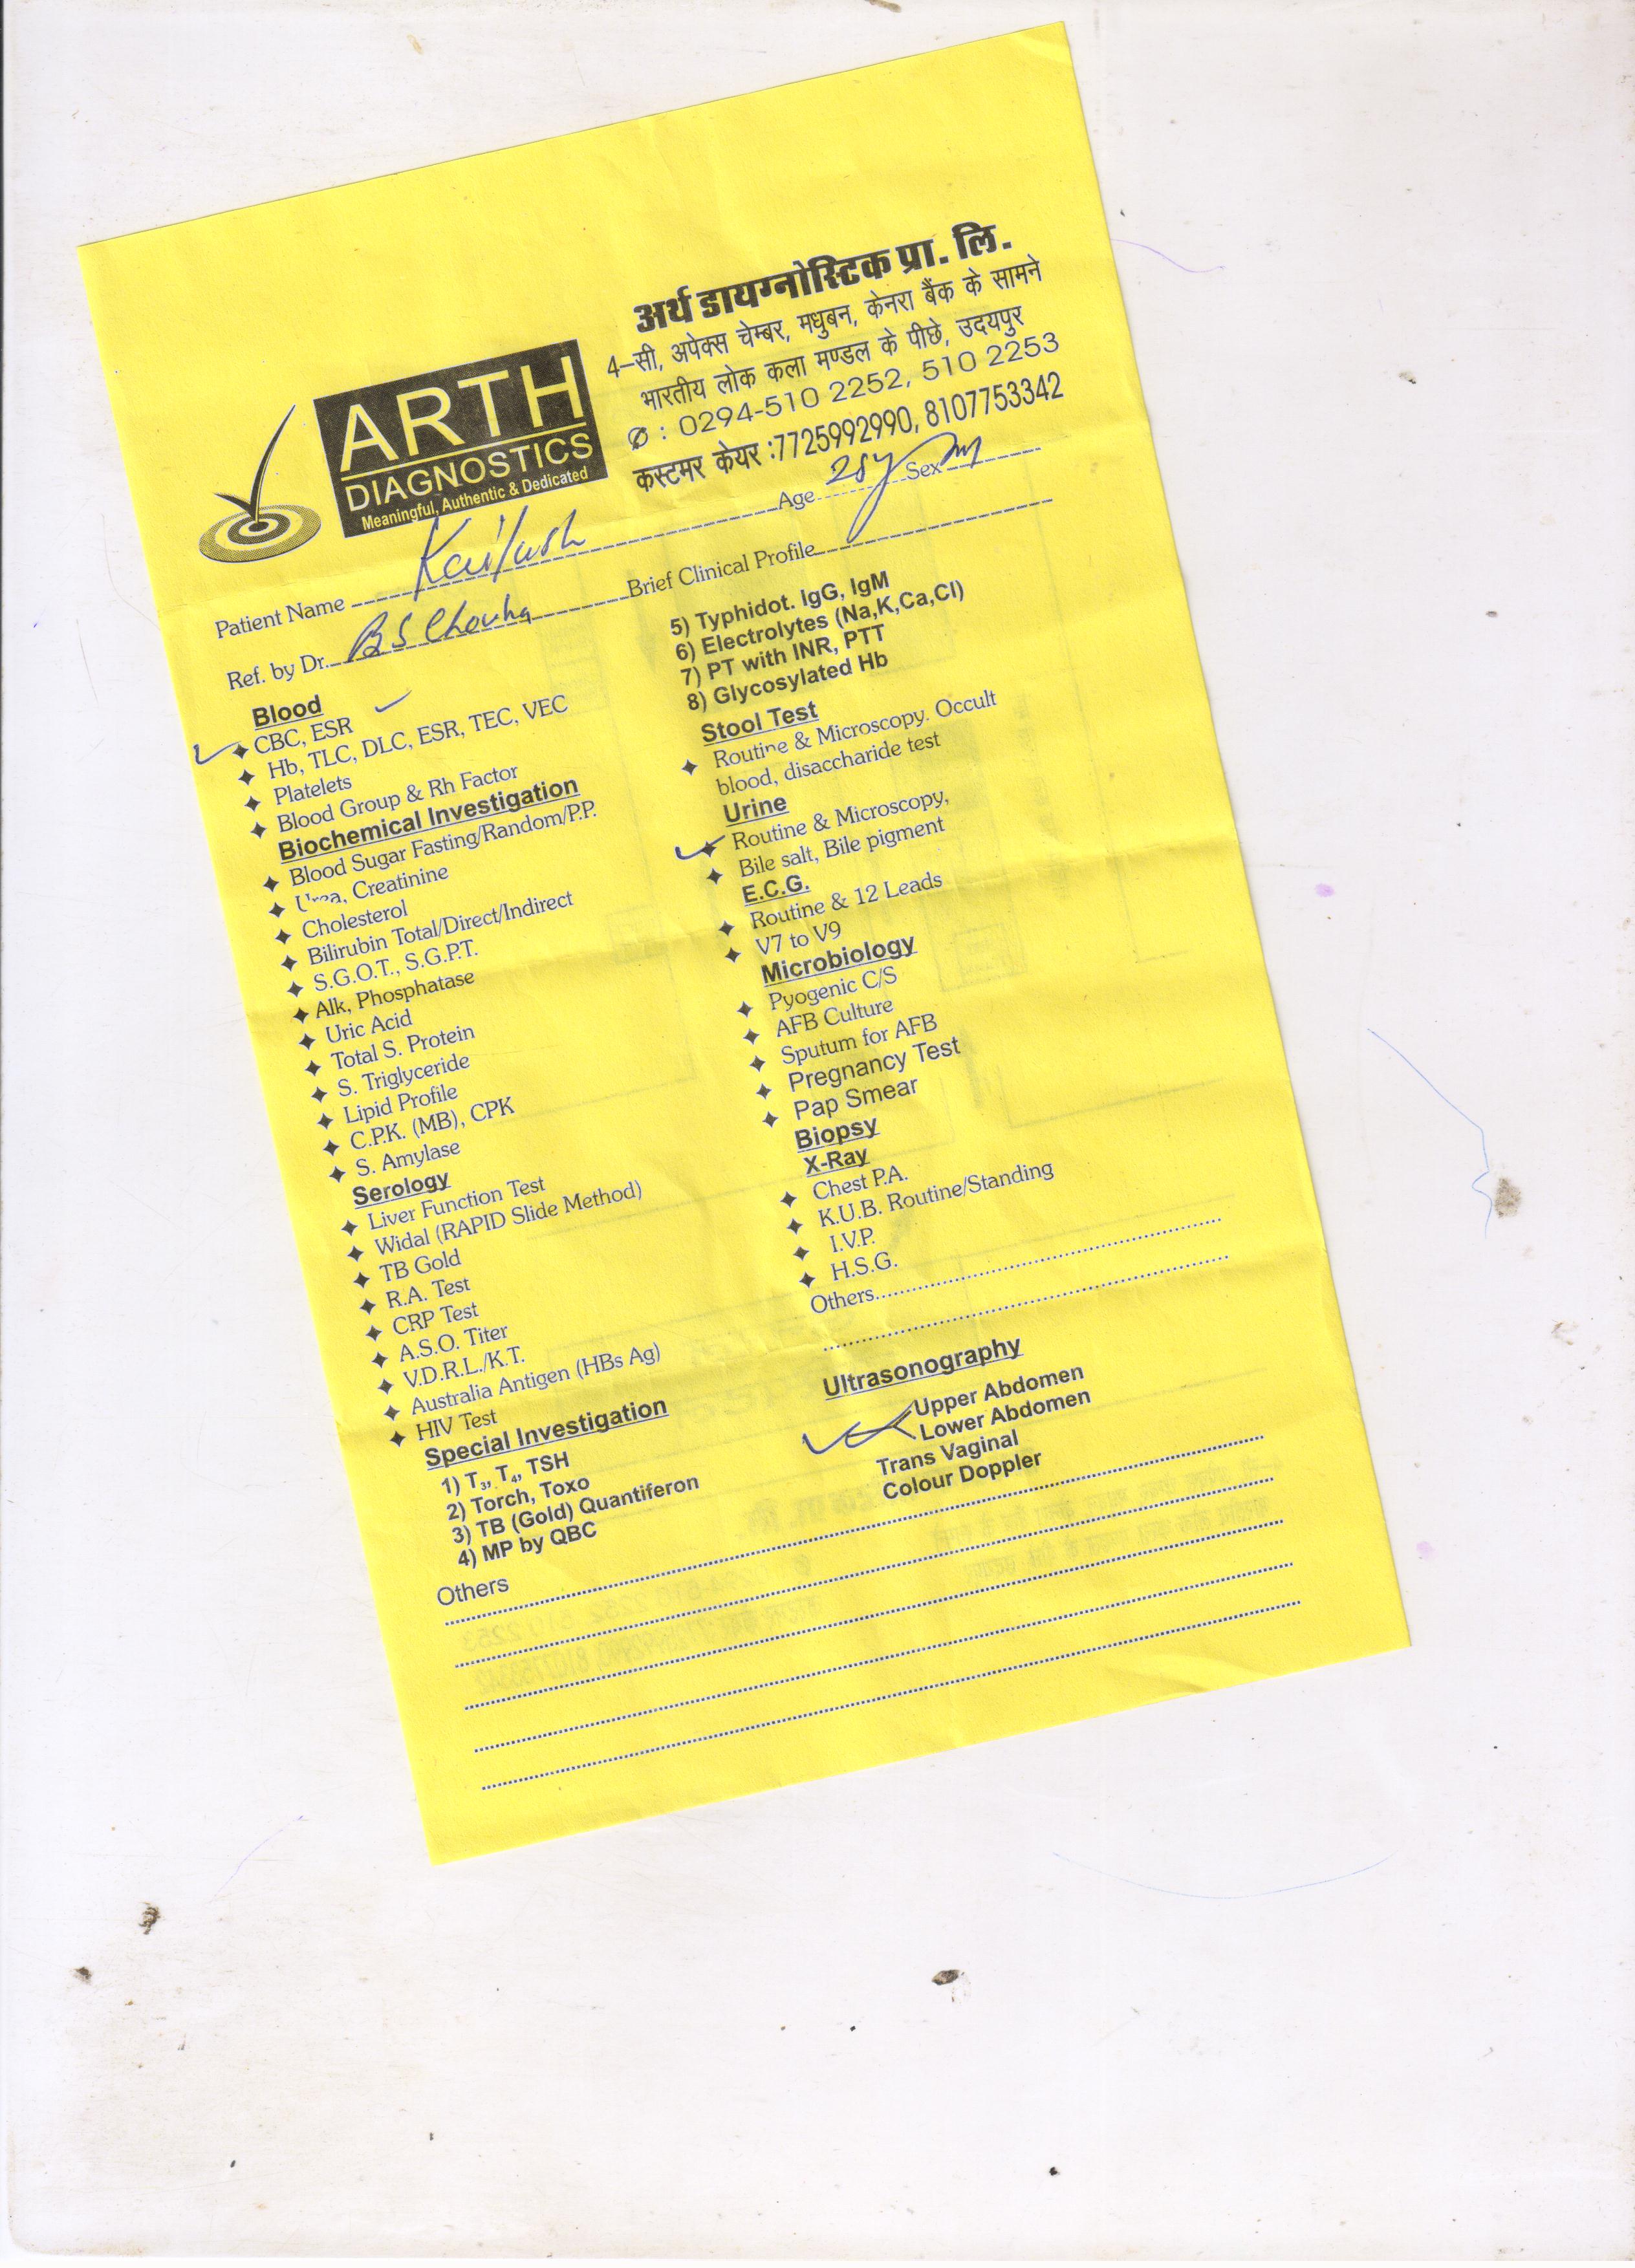 अर्थ डायग्नोस्टिक प्रा. लि.
4–सी, अपेक्स चेम्बर, मधुबन, केनरा बैंक के सामने
भारतीय लोक कला मण्डल के पीछे, उदयपुर
: 0294-510 2252, 510 2253
कस्टमर केयर :7725992990, 8107753342
ARTH
DIAGNOSTICS
Meaningful, Authentic & Dedicated
Patient Name Kailash Age 28y Sex M
Ref. by Dr. B S Brief Clinical Profile
Blood
CBC, ESR
Hb, TLC, DLC, ESR, TEC, VEC
Platelets
Blood Group & Rh Factor
Biochemical Investigation
Blood Sugar Fasting/Random/P.P.
Urea, Creatinine
Cholesterol
Bilirubin Total/Direct/Indirect
S.G.O.T., S.G.P.T.
Alk, Phosphatase
Uric Acid
Total S. Protein
S. Triglyceride
Lipid Profile
C.P.K. (MB), CPK
S. Amylase
Serology
Liver Function Test
Widal (RAPID Slide Method)
TB Gold
R.A. Test
CRP Test
A.S.O. Titer
V.D.R.L./K.T.
Australia Antigen (HBs Ag)
HIV Test
Special Investigation
1) T₃, T₄, TSH
2) Torch, Toxo
3) TB (Gold) Quantiferon
4) MP by QBC
Others
5) Typhidot. IgG, IgM
6) Electrolytes (Na,K,Ca,Cl)
7) PT with INR, PTT
8) Glycosylated Hb
Stool Test
Routine & Microscopy. Occult
blood, disaccharide test
Urine
Routine & Microscopy,
Bile salt, Bile pigment
E.C.G.
Routine & 12 Leads
V7 to V9
Microbiology
Pyogenic C/S
AFB Culture
Sputum for AFB
Pregnancy Test
Pap Smear
Biopsy
X-Ray
Chest P.A.
K.U.B. Routine/Standing
I.V.P.
H.S.G.
Others
Ultrasonography
Upper Abdomen
Lower Abdomen
Trans Vaginal
Colour Doppler